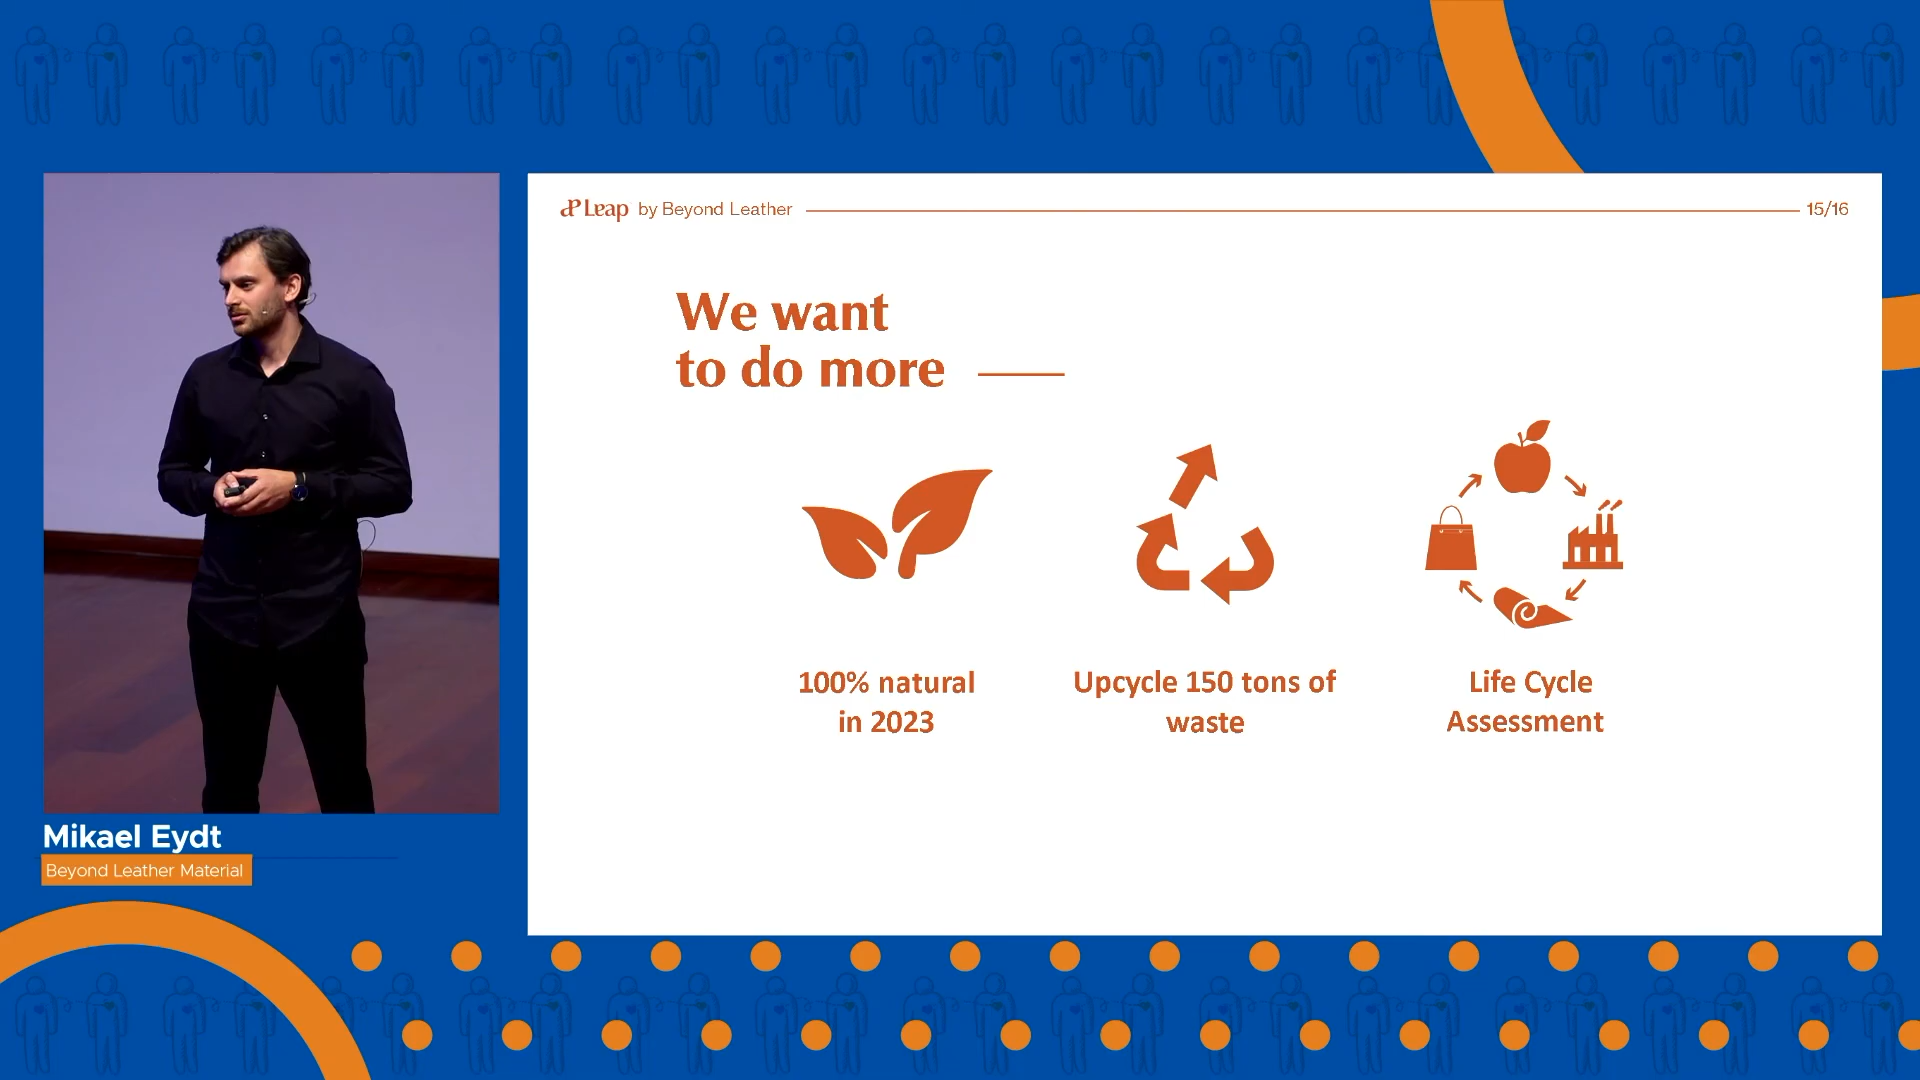 Leap by Beyond Leather
15/16
We want
to do more
100% natural
in 2023
Upcycle 150 tons of
waste
Life Cycle
Assessment
Mikael Eydt
Beyond Leather Material